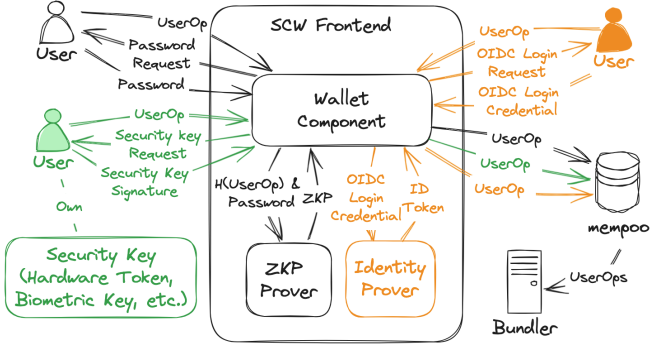 SCW Frontend
User
UserOp
Password
Request
Password
User
UserOp
Security key
Request
Security Key
Signature
Own
Security Key
(Hardware Token,
Biometric Key, etc.)
Wallet
Component
H(UserOp) &
Password
ZKP
OIDC
Login
Credential
ID
Token
ZKP
Prover
Identity
Prover
UserOp
OIDC Login
Request
OIDC Login
Credential
User
UserOp
UserOp
UserOp
mempoo
UserOps
Bundler